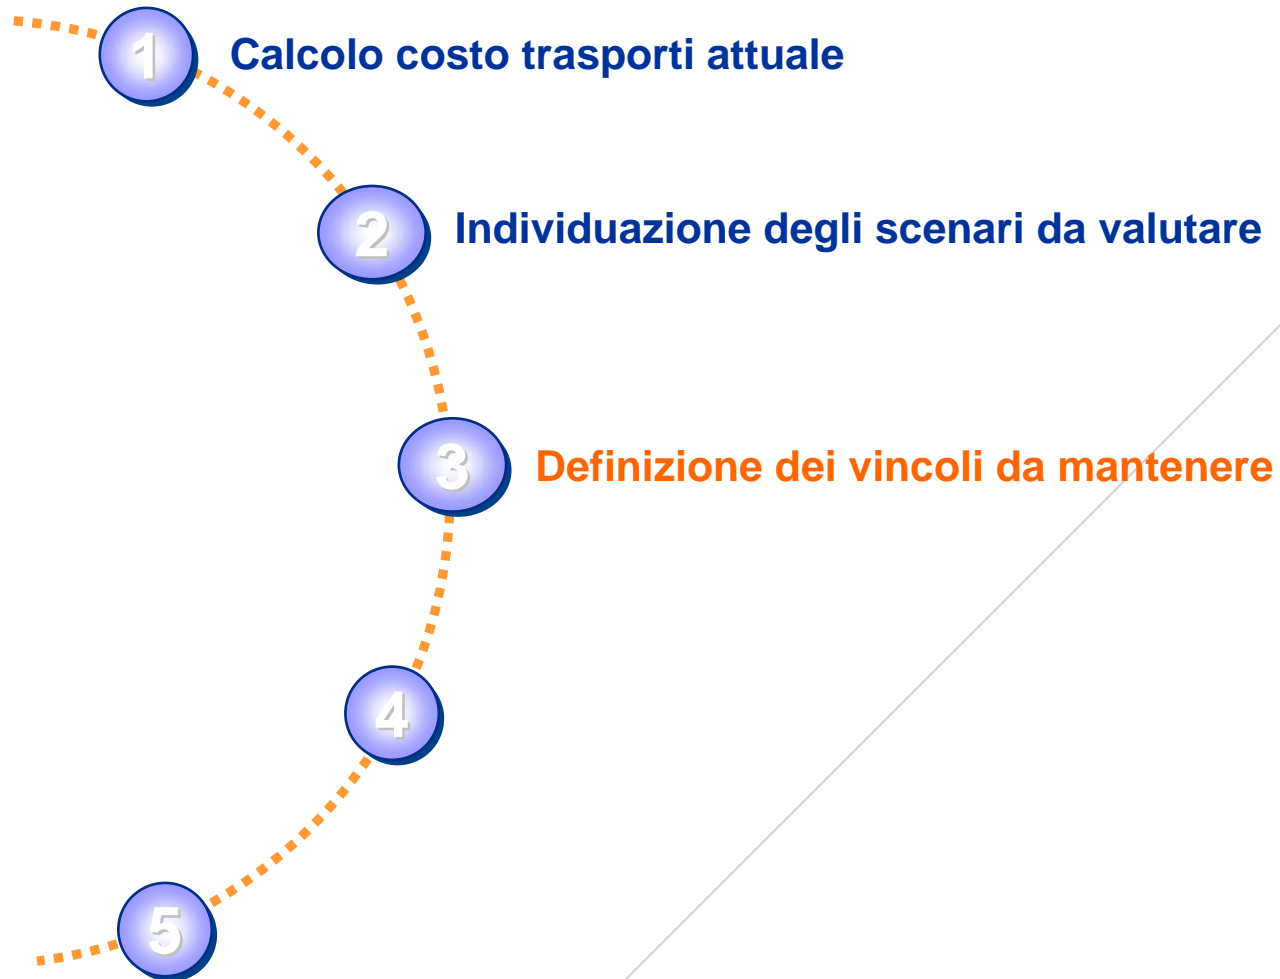 1 Calcolo costo trasporti attuale
2 Individuazione degli scenari da valutare
3 Definizione dei vincoli da mantenere
4
5